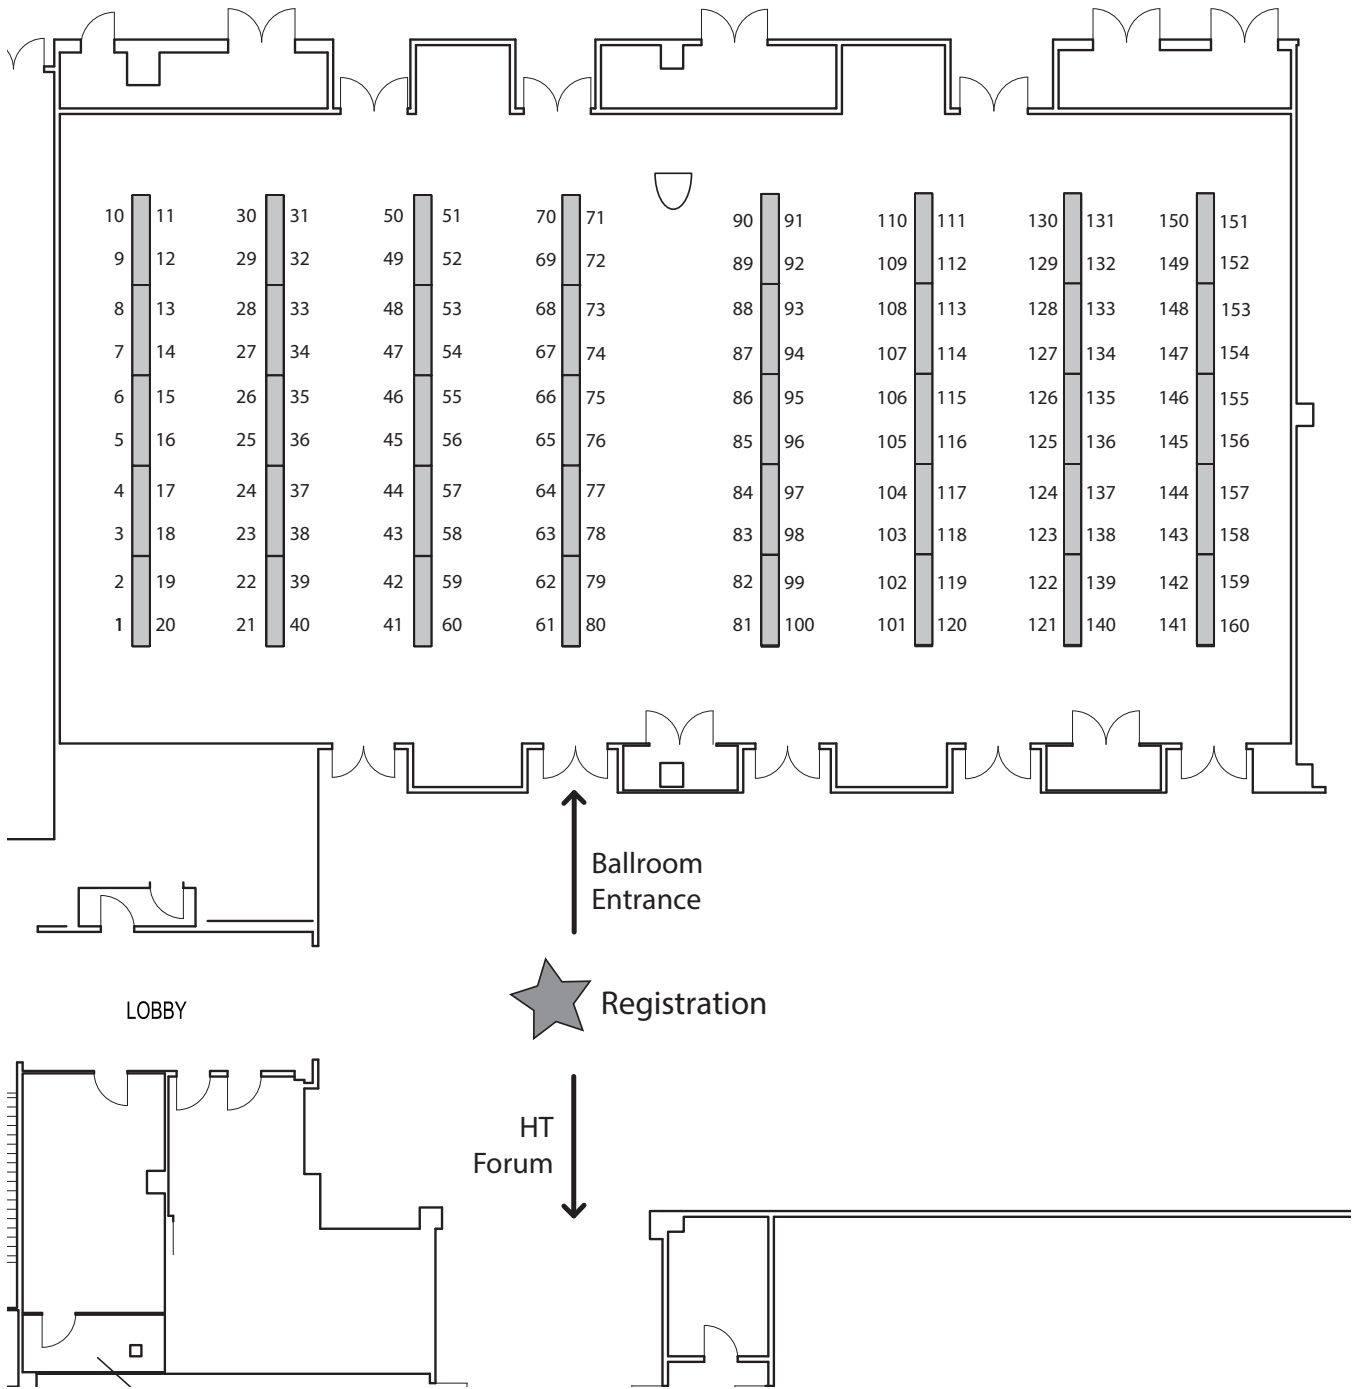 10 11 30 31 50 51 70 71 90 91 110 111 130 131 150 151
9 12 29 32 49 52 69 72 89 92 109 112 129 132 149 152
8 13 28 33 48 53 68 73 88 93 108 113 128 133 148 153
7 14 27 34 47 54 67 74 87 94 107 114 127 134 147 154
6 15 26 35 46 55 66 75 86 95 106 115 126 135 146 155
5 16 25 36 45 56 65 76 85 96 105 116 125 136 145 156
4 17 24 37 44 57 64 77 84 97 104 117 124 137 144 157
3 18 23 38 43 58 63 78 83 98 103 118 123 138 143 158
2 19 22 39 42 59 62 79 82 99 102 119 122 139 142 159
1 20 21 40 41 60 61 80 81 100 101 120 121 140 141 160
Ballroom
Entrance
LOBBY
Registration
HT
Forum